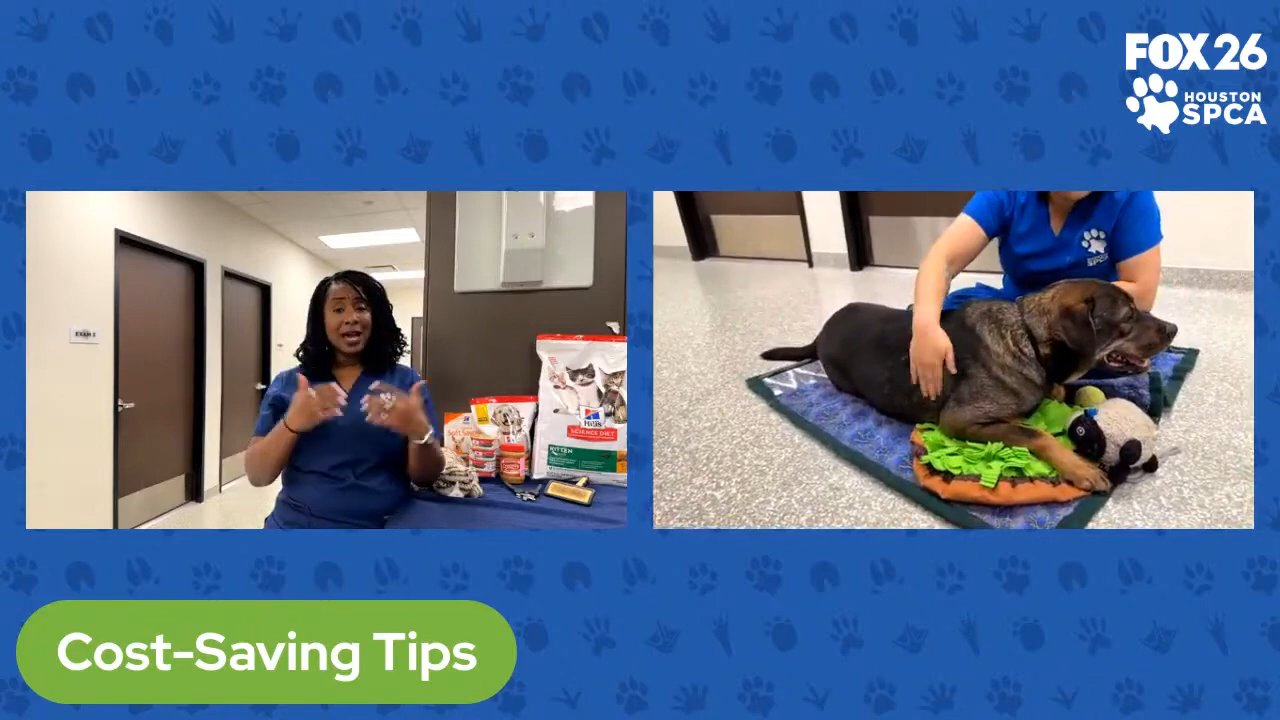 FOX 26
HOUSTON
SPCA
EXAM 2
Hill's
SCIENCE DIET
KITTEN
SPCA
Cost-Saving Tips